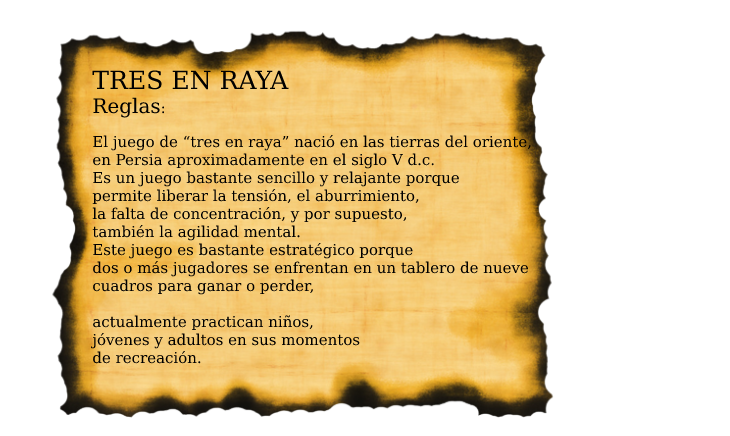 TRES EN RAYA
Reglas:
El juego de “tres en raya” nació en las tierras del oriente,
en Persia aproximadamente en el siglo V d.c.
Es un juego bastante sencillo y relajante porque
permite liberar la tensión, el aburrimiento,
la falta de concentración, y por supuesto,
también la agilidad mental.
Este juego es bastante estratégico porque
dos o más jugadores se enfrentan en un tablero de nueve
cuadros para ganar o perder,
actualmente practican niños,
jóvenes y adultos en sus momentos
de recreación.